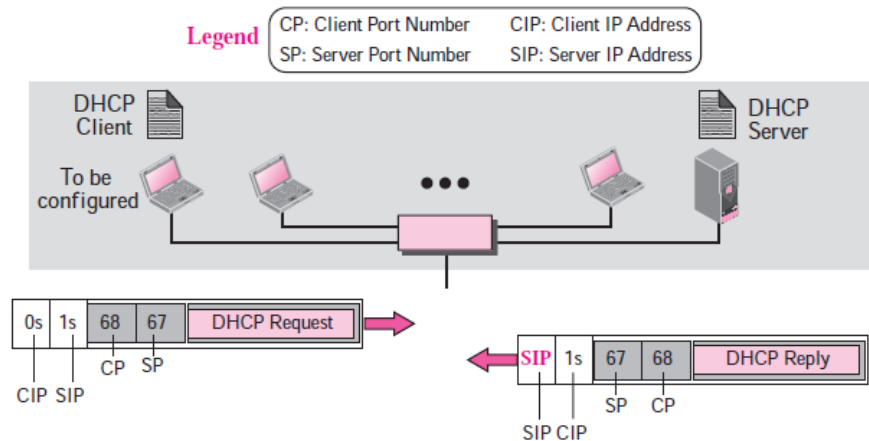 Legend
CP: Client Port Number CIP: Client IP Address
SP: Server Port Number SIP: Server IP Address
DHCP
Client
DHCP
Server
To be
configured
0s 1s 68 67 DHCP Request
CP SP
CIP SIP
SIP 1s 67 68 DHCP Reply
SP CP
SIP CIP